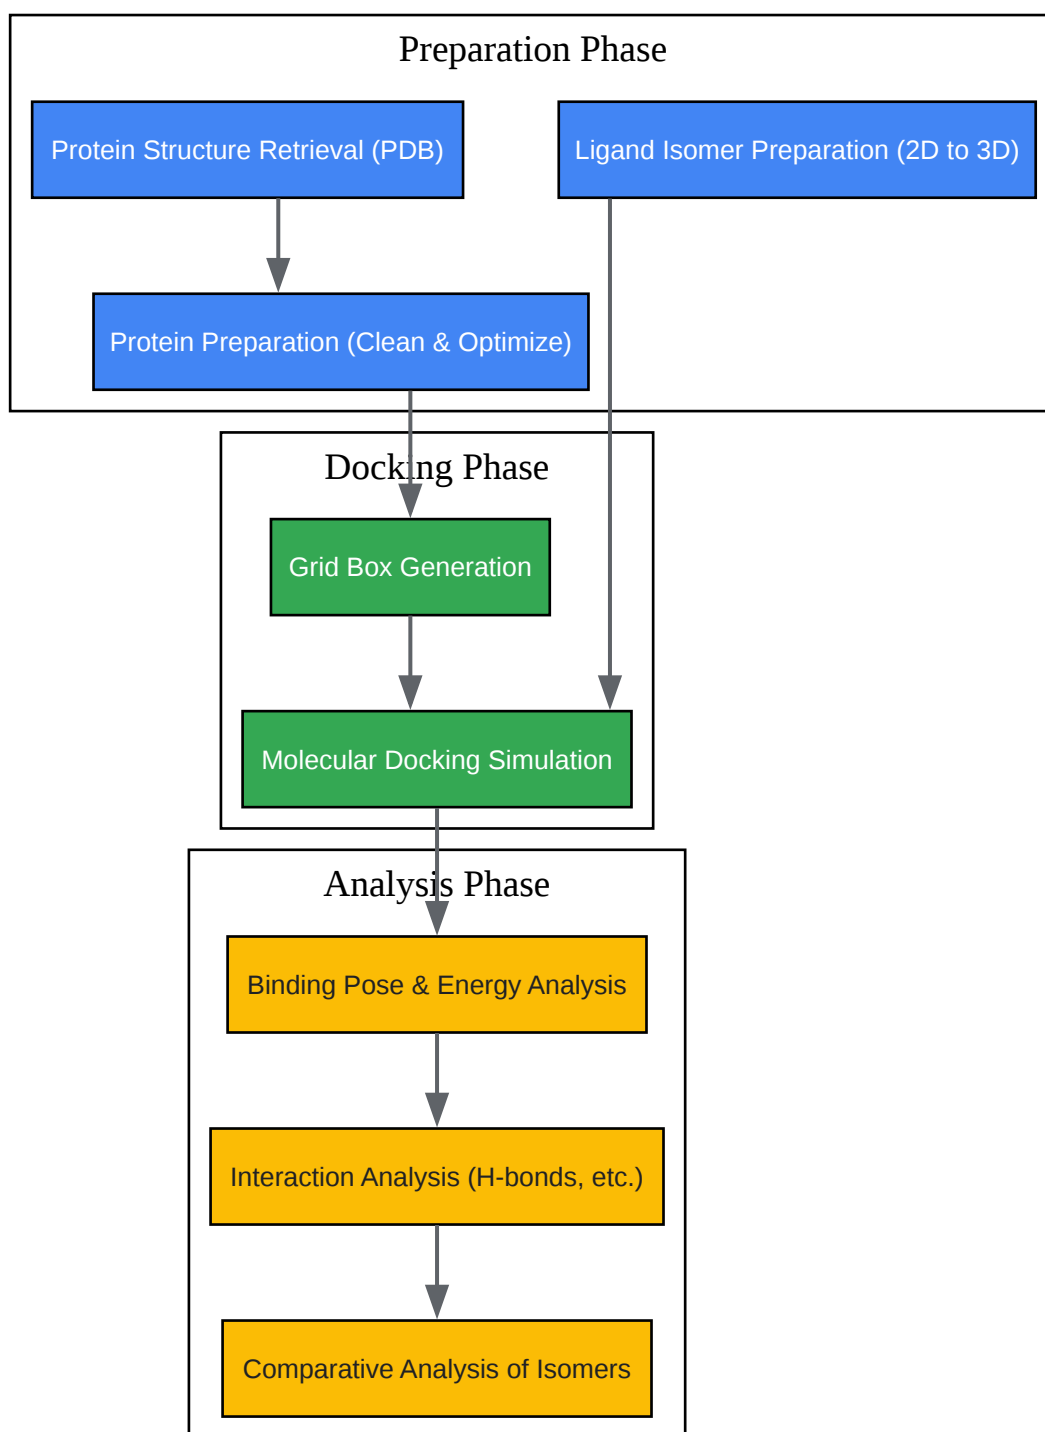 Preparation Phase
Protein Structure Retrieval (PDB)
Ligand Isomer Preparation (2D to 3D)
Protein Preparation (Clean & Optimize)
Docking Phase
Grid Box Generation
Molecular Docking Simulation
Analysis Phase
Binding Pose & Energy Analysis
Interaction Analysis (H-bonds, etc.)
Comparative Analysis of Isomers